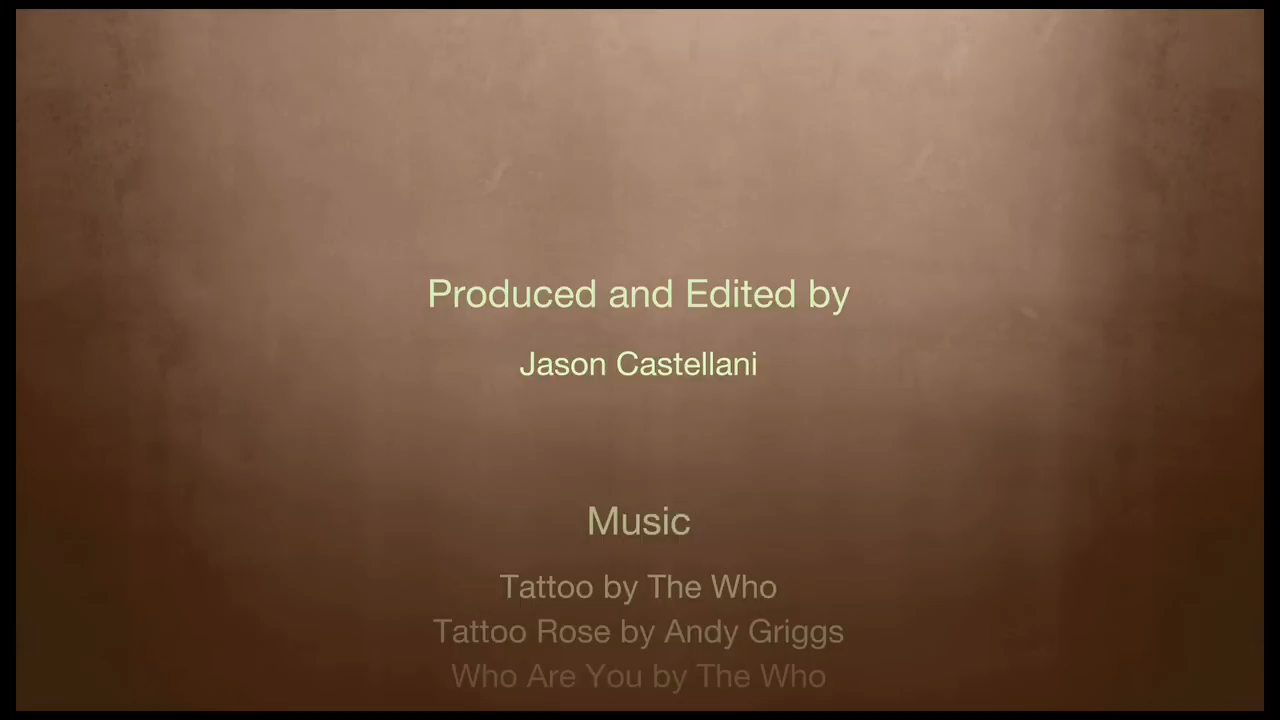 Produced and Edited by
Jason Castellani
Music
Tattoo by The Who
Tattoo Rose by Andy Griggs
Who Are You by The Who